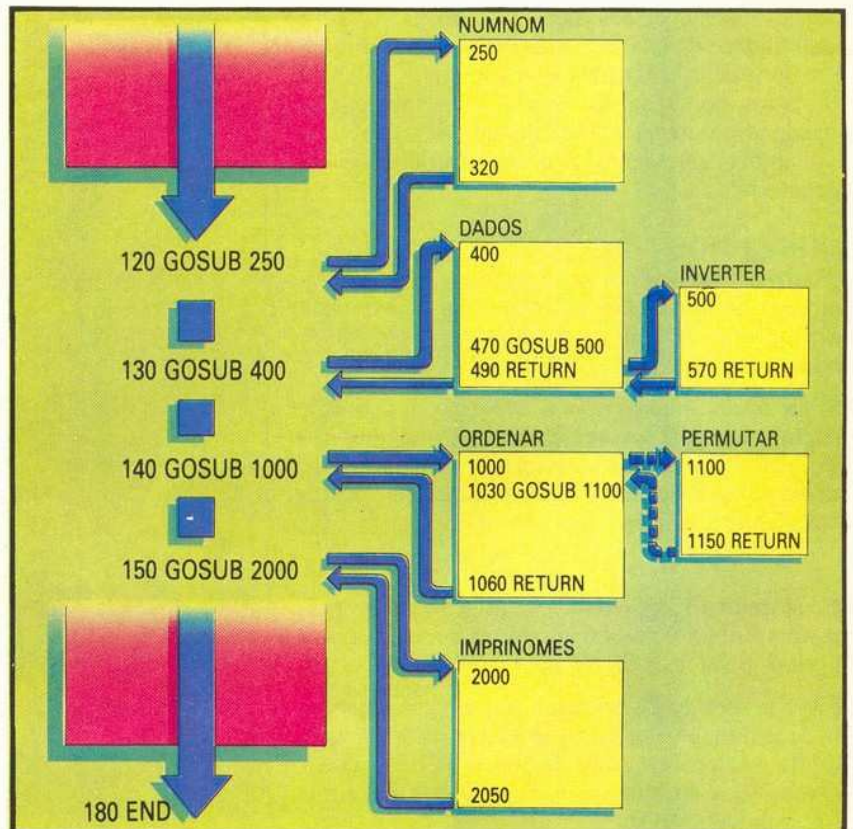 NUMNOM
250
320
120 GOSUB 250
DADOS
400
470 GOSUB 500
490 RETURN
INVERTER
500
570 RETURN
130 GOSUB 400
ORDENAR
1000
1030 GOSUB 1100
1060 RETURN
PERMUTAR
1100
1150 RETURN
140 GOSUB 1000
150 GOSUB 2000
IMPRINOMES
2000
2050
180 END